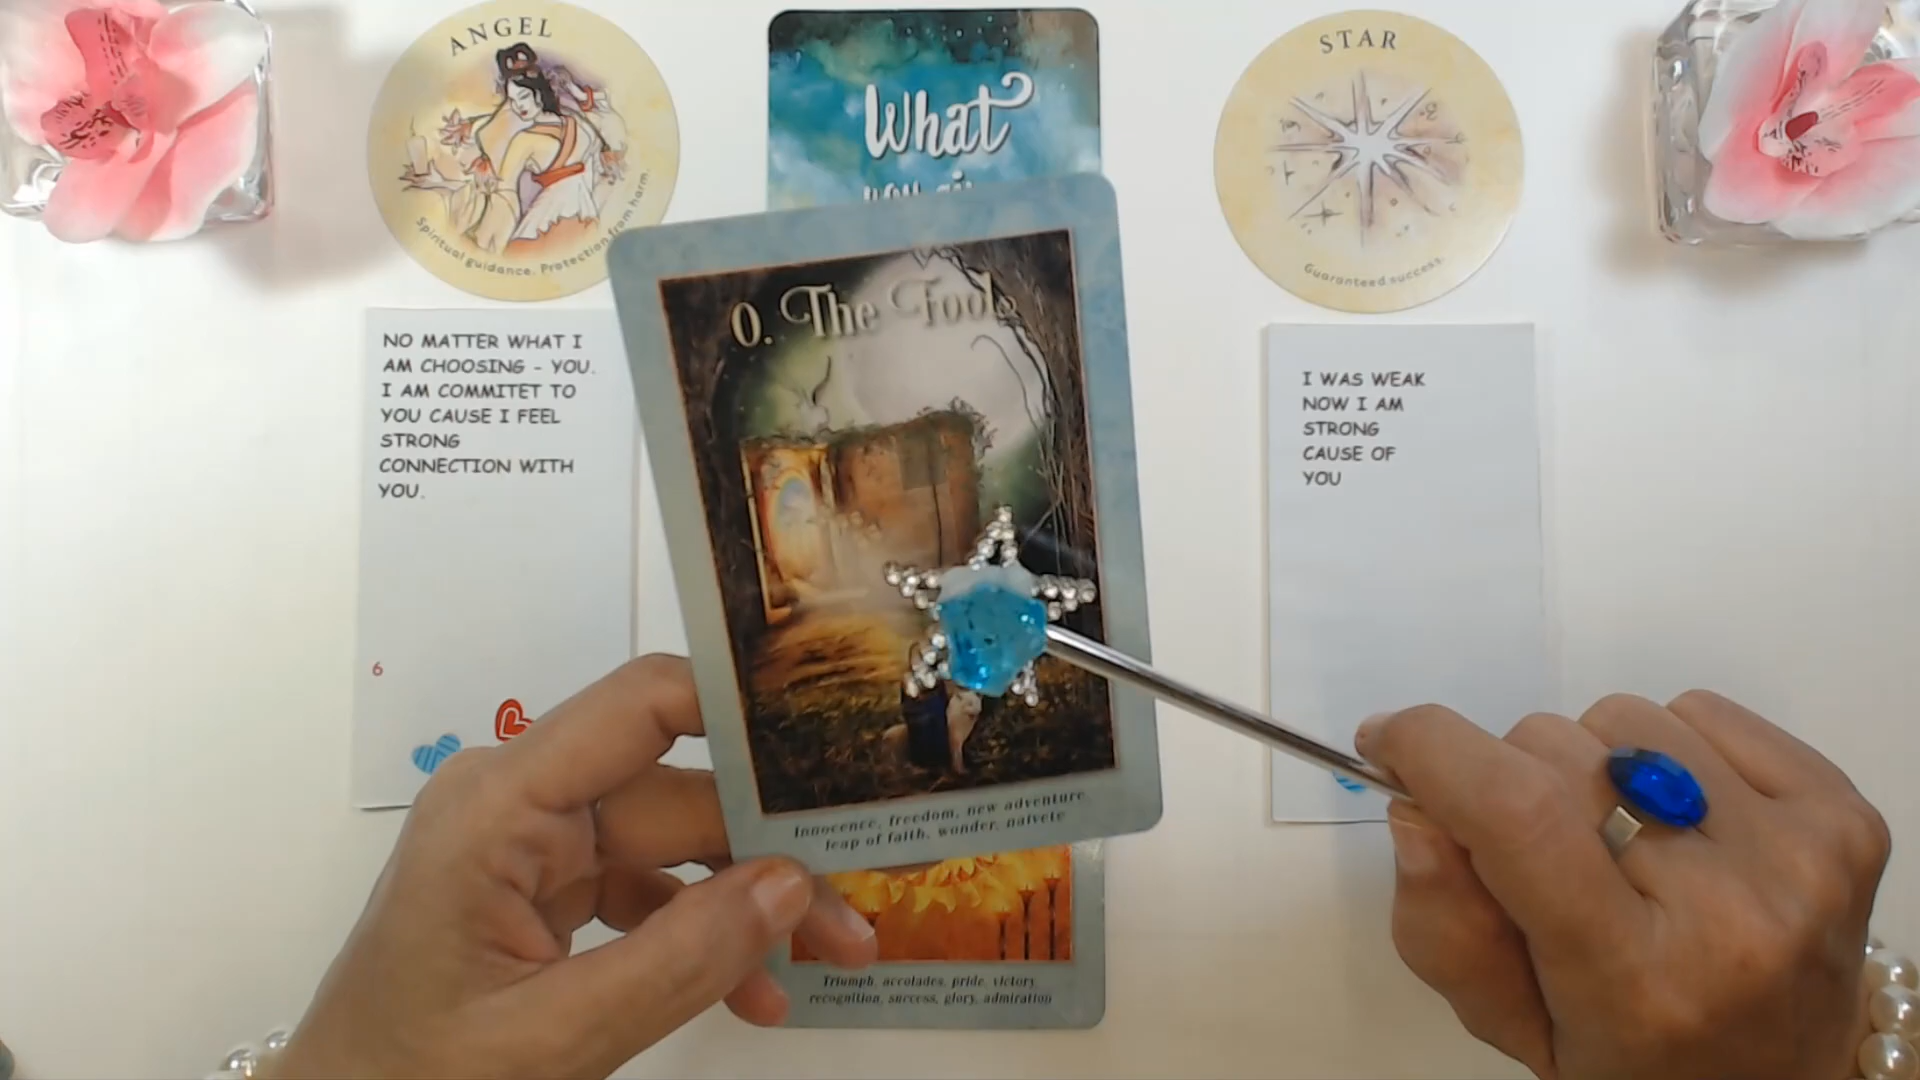 ANGEL
Spiritual guidance. Protection from harm.
What
STAR
Guaranteed success.
NO MATTER WHAT I
AM CHOOSING - YOU.
I AM COMMITET TO
YOU CAUSE I FEEL
STRONG
CONNECTION WITH
YOU.
6
0. The Fool
Innocence, freedom, new adventure
leap of faith, wonder, naivete
I WAS WEAK
NOW I AM
STRONG
CAUSE OF
YOU
Triumph, accolades, pride, victory,
recognition, success, glory, admiration